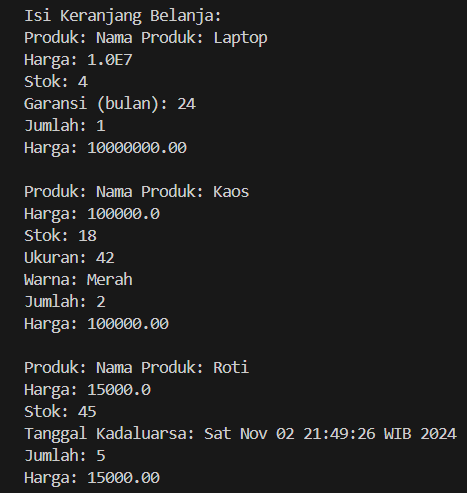 Isi Keranjang Belanja:
Produk: Nama Produk: Laptop
Harga: 1.0E7
Stok: 4
Garansi (bulan): 24
Jumlah: 1
Harga: 10000000.00
Produk: Nama Produk: Kaos
Harga: 100000.0
Stok: 18
Ukuran: 42
Warna: Merah
Jumlah: 2
Harga: 100000.00
Produk: Nama Produk: Roti
Harga: 15000.0
Stok: 45
Tanggal Kadaluarsa: Sat Nov 02 21:49:26 WIB 2024
Jumlah: 5
Harga: 15000.00